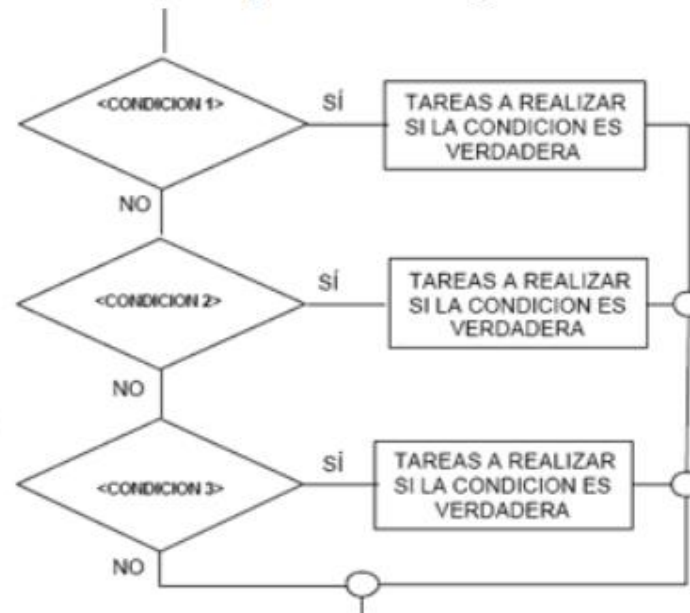 <CONDICION 1>
SÍ
TAREAS A REALIZAR
SI LA CONDICION ES
VERDADERA
NO
<CONDICION 2>
SÍ
TAREAS A REALIZAR
SI LA CONDICION ES
VERDADERA
NO
<CONDICION 3>
SÍ
TAREAS A REALIZAR
SI LA CONDICION ES
VERDADERA
NO